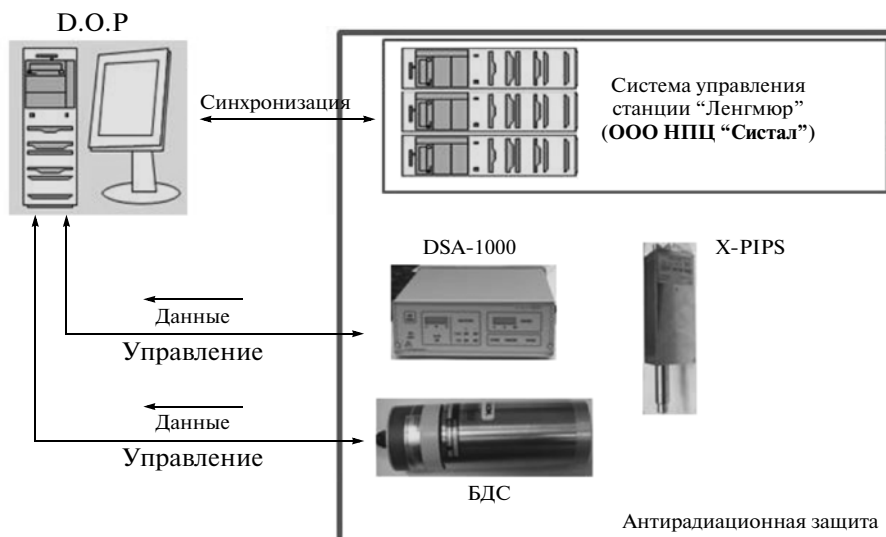 D.O.P
Синхронизация
Система управления
станции “Ленгмюр”
(ООО НПЦ “Систал”)
DSA-1000
X-PIPS
Данные
Управление
Данные
Управление
БДС
Антирадиационная защита